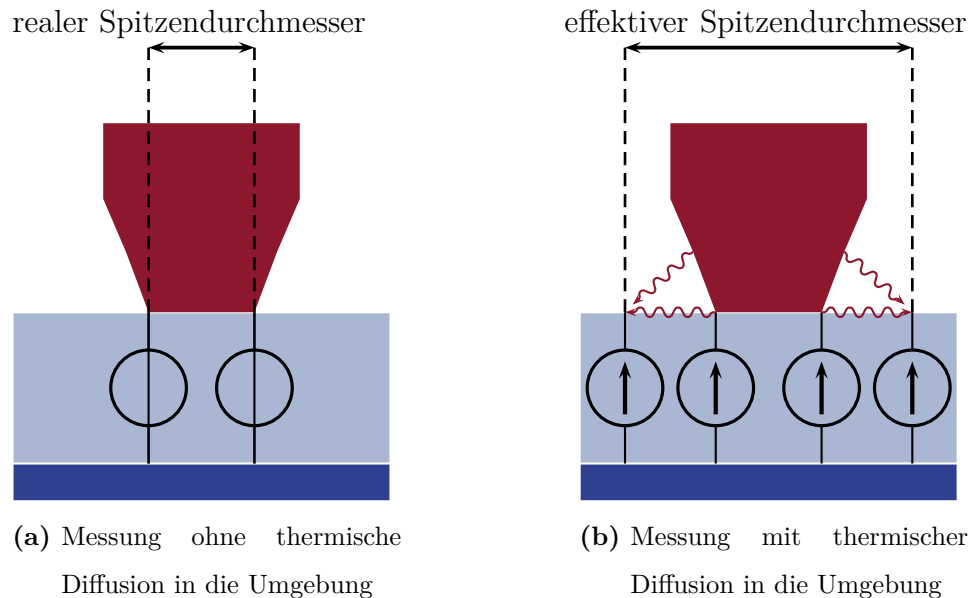 realer Spitzendurchmesser
effektiver Spitzendurchmesser
(a) Messung ohne thermische
Diffusion in die Umgebung
(b) Messung mit thermischer
Diffusion in die Umgebung